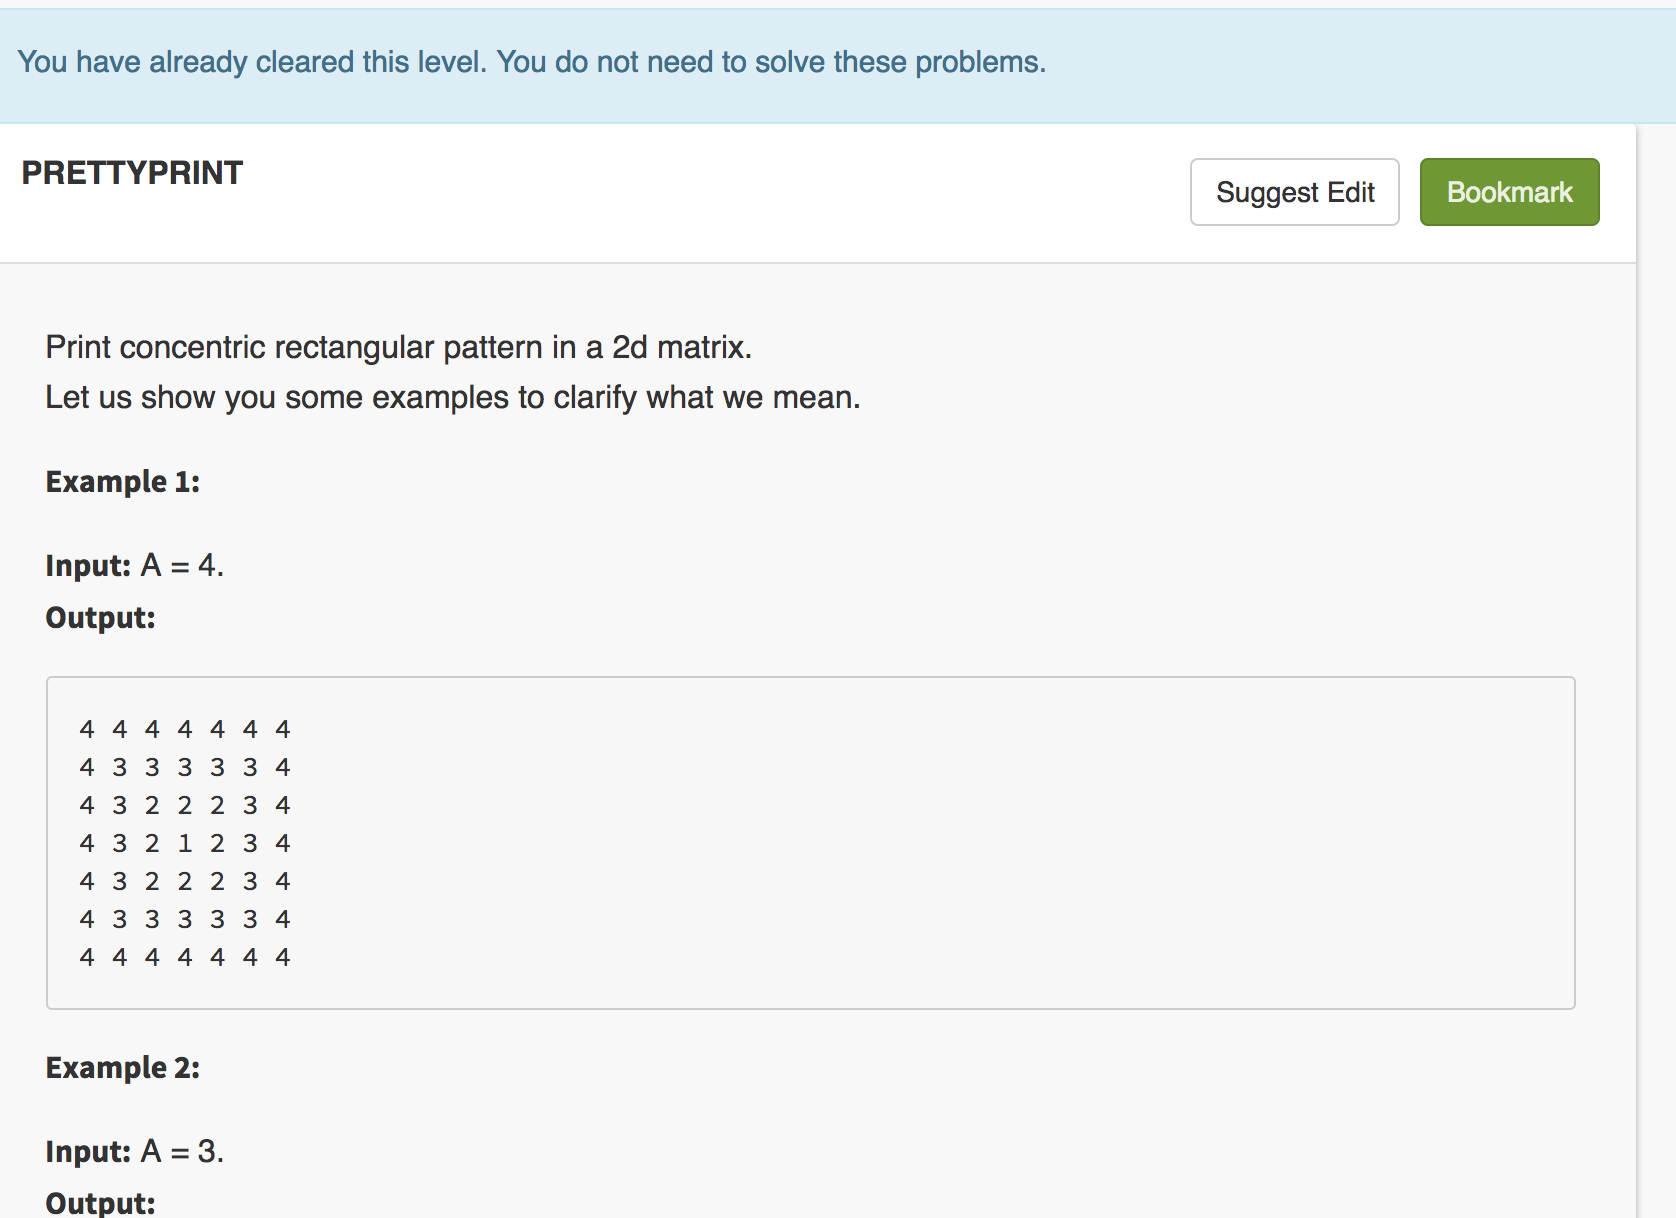 You have already cleared this level. You do not need to solve these problems.
PRETTYPRINT
Suggest Edit
Bookmark
Print concentric rectangular pattern in a 2d matrix.
Let us show you some examples to clarify what we mean.
Example 1:
Input: A = 4.
Output:
4 4 4 4 4 4 4
4 3 3 3 3 3 4
4 3 2 2 2 3 4
4 3 2 1 2 3 4
4 3 2 2 2 3 4
4 3 3 3 3 3 4
4 4 4 4 4 4 4
Example 2:
Input: A = 3.
Output: